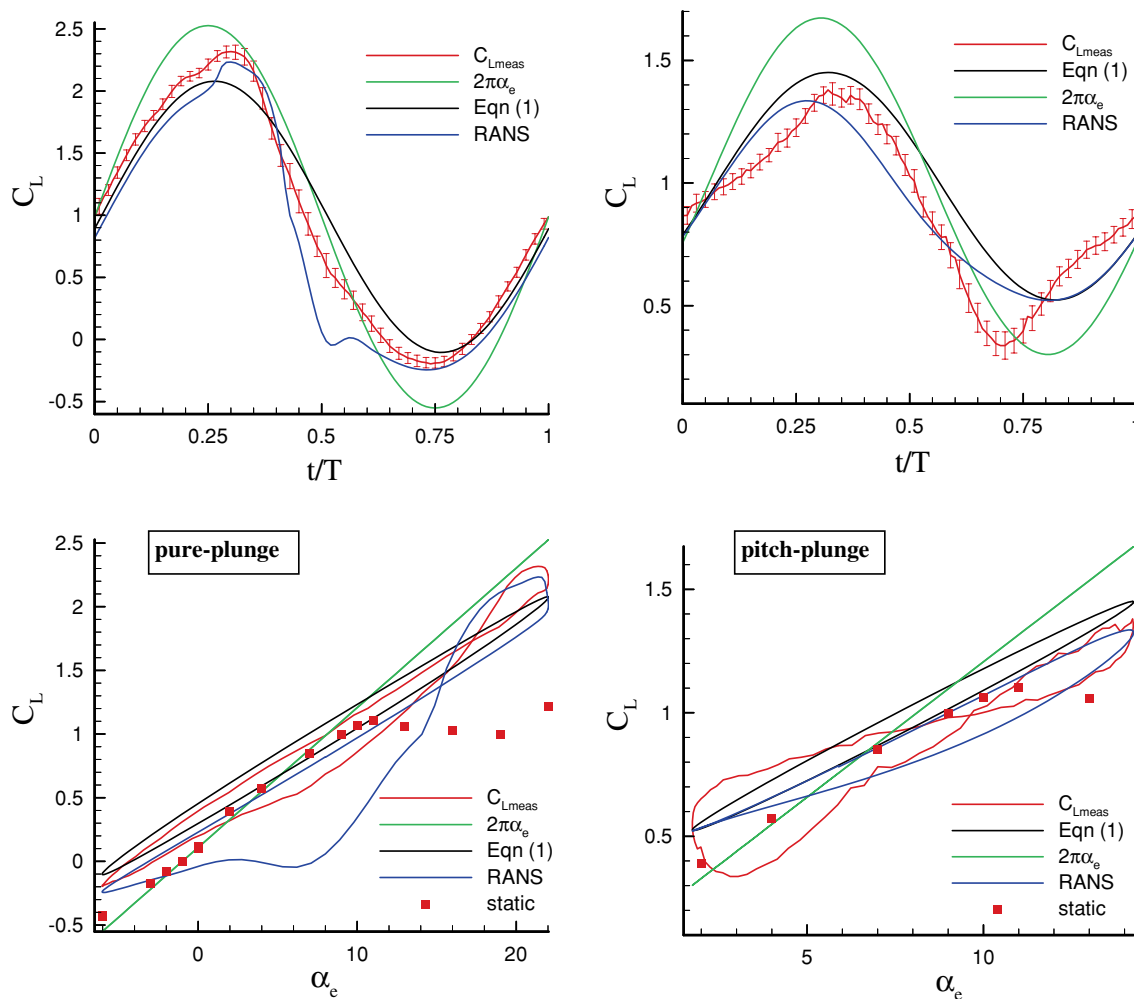 2.5
2
1.5
1
0.5
0
-0.5
C_L
0
0.25
0.5
0.75
1
t/T
C_Lmeas
2πα_e
Eqn (1)
RANS
1.5
1
0.5
C_L
0
0.25
0.5
0.75
t/T
C_Lmeas
Eqn (1)
2πα_e
RANS
pure-plunge
2.5
2
1.5
1
0.5
0
-0.5
C_L
0
10
20
α_e
C_Lmeas
2πα_e
Eqn (1)
RANS
static
pitch-plunge
1.5
1
0.5
C_L
5
10
α_e
C_Lmeas
Eqn (1)
2πα_e
RANS
static